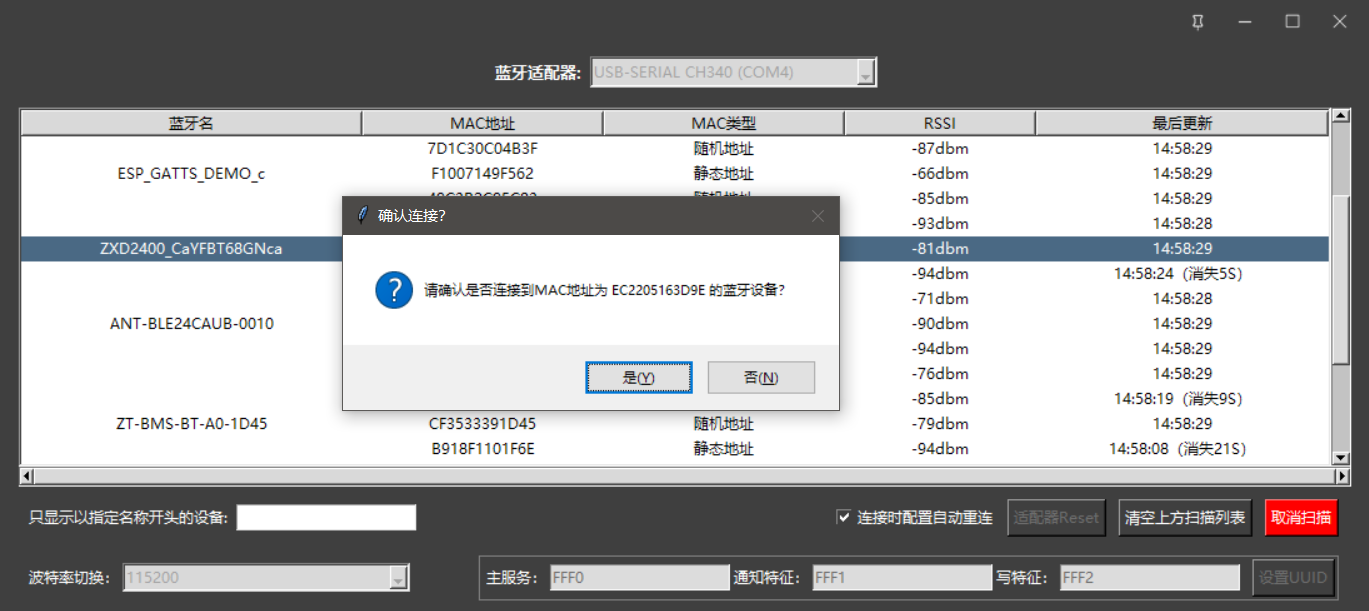 蓝牙适配器: USB-SERIAL CH340 (COM4)
蓝牙名 MAC地址 MAC类型 RSSI 最后更新
7D1C30C04B3F 随机地址 -87dbm 14:58:29
ESP_GATTS_DEMO_c F1007149F562 静态地址 -66dbm 14:58:29
-85dbm 14:58:29
确认连接?
-93dbm 14:58:28
ZXD2400_CaYFBT68GNca -81dbm 14:58:29
-94dbm 14:58:24（消失5S）
请确认是否连接到MAC地址为 EC2205163D9E 的蓝牙设备?
-71dbm 14:58:28
ANT-BLE24CAUB-0010 -90dbm 14:58:29
-94dbm 14:58:29
是(Y) 否(N) -76dbm 14:58:29
-85dbm 14:58:19（消失9S）
ZT-BMS-BT-A0-1D45 CF3533391D45 随机地址 -79dbm 14:58:29
B918F1101F6E 静态地址 -94dbm 14:58:08（消失21S）
只显示以指定名称开头的设备: 连接时配置自动重连 适配器Reset 清空上方扫描列表 取消扫描
波特率切换: 115200 主服务: FFF0 通知特征: FFF1 写特征: FFF2 设置UUID